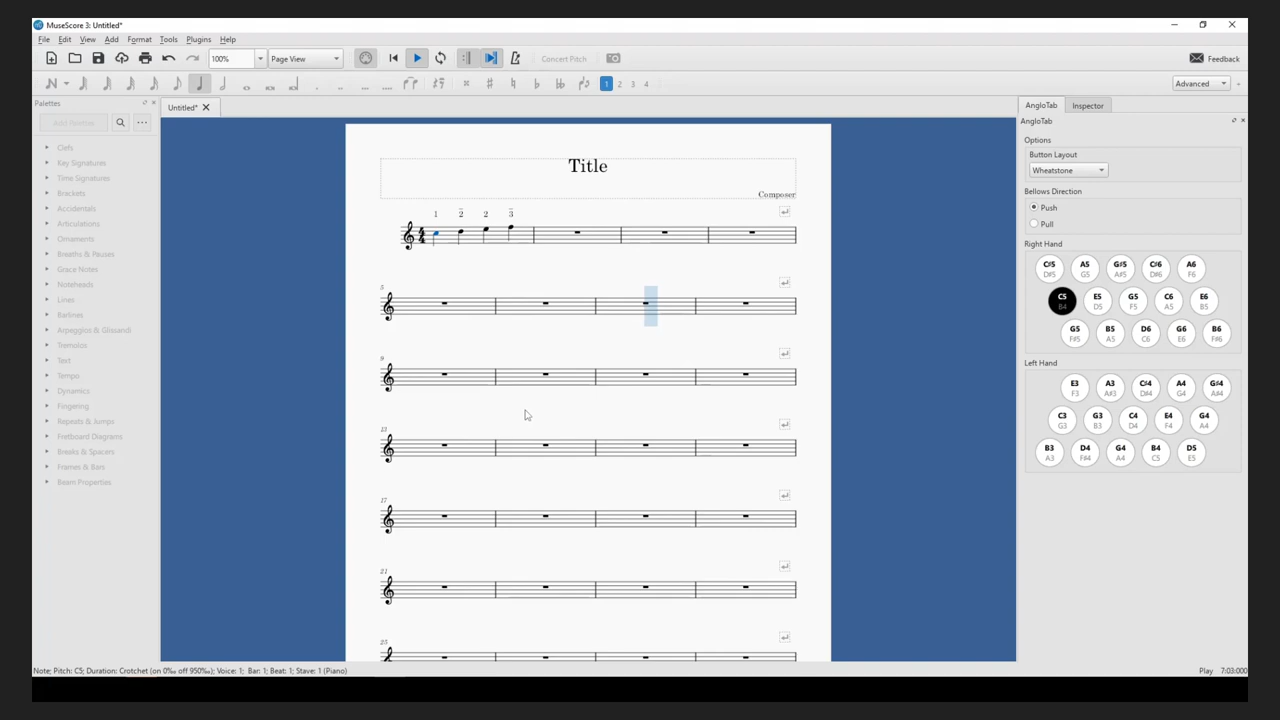 MuseScore 3: Untitled*
File Edit View Add Format Tools Plugins Help
100% Page View Concert Pitch Feedback
1 2 3 4 Advanced
Palettes
Untitled*
AngloTab Inspector
AngloTab
Add Palettes
Options
Button Layout
Wheatstone
Bellows Direction
Push
Pull
Right Hand
C#5 A5 G#5 C#6 A6
D#5 G5 A#5 D#6 F6
C5 E5 G5 C6 E6
B4 D5 F5 A5 B5
G5 B5 D6 G6 B6
F#5 A5 C6 E6 F#6
Left Hand
E3 A3 C#4 A4 G#4
F3 A#3 D#4 G4 A#4
C3 G3 C4 E4 G4
G3 B3 D4 F4 A4
B3 D4 G4 B4 D5
A3 F#4 A4 C5 E5
Clefs
Key Signatures
Time Signatures
Brackets
Accidentals
Articulations
Ornaments
Breaths & Pauses
Grace Notes
Noteheads
Lines
Barlines
Arpeggios & Glissandi
Tremolos
Text
Tempo
Dynamics
Fingering
Repeats & Jumps
Fretboard Diagrams
Breaks & Spacers
Frames & Bars
Beam Properties
Title
Composer
1 2 2 3
5
9
13
17
21
25
Note; Pitch: C5; Duration: Crotchet (on 0‰ off 950‰); Voice: 1; Bar: 1; Beat: 1; Stave: 1 (Piano)
Play 7:03:000